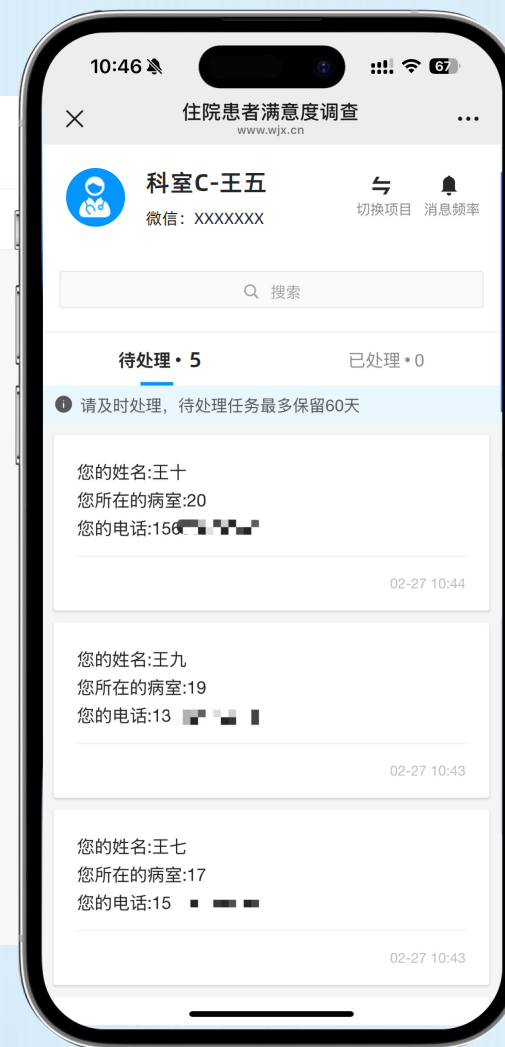 10:46
67
住院患者满意度调查
www.wjx.cn
科室C-王五
微信：XXXXXXX
切换项目
消息频率
搜索
待处理·5
已处理·0
请及时处理，待处理任务最多保留60天
您的姓名:王十
您所在的病室:20
您的电话:156
02-27 10:44
您的姓名:王九
您所在的病室:19
您的电话:13
02-27 10:43
您的姓名:王七
您所在的病室:17
您的电话:15
02-27 10:43